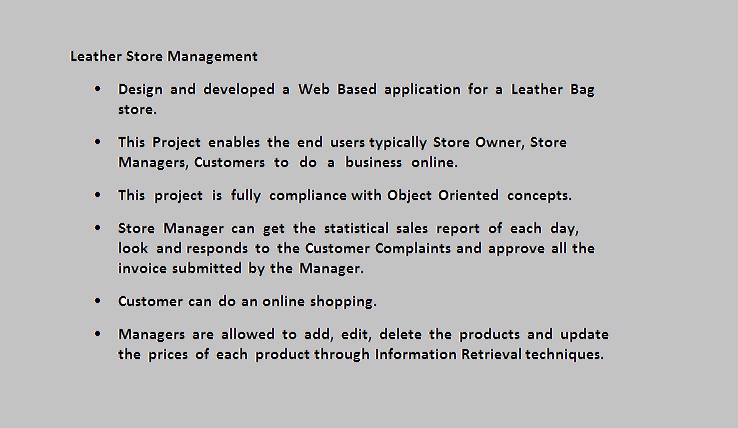 Leather Store Management
• Design and developed a Web Based application for a Leather Bag
store.
• This Project enables the end users typically Store Owner, Store
Managers, Customers to do a business online.
• This project is fully compliance with Object Oriented concepts.
• Store Manager can get the statistical sales report of each day,
look and responds to the Customer Complaints and approve all the
invoice submitted by the Manager.
• Customer can do an online shopping.
• Managers are allowed to add, edit, delete the products and update
the prices of each product through Information Retrieval techniques.